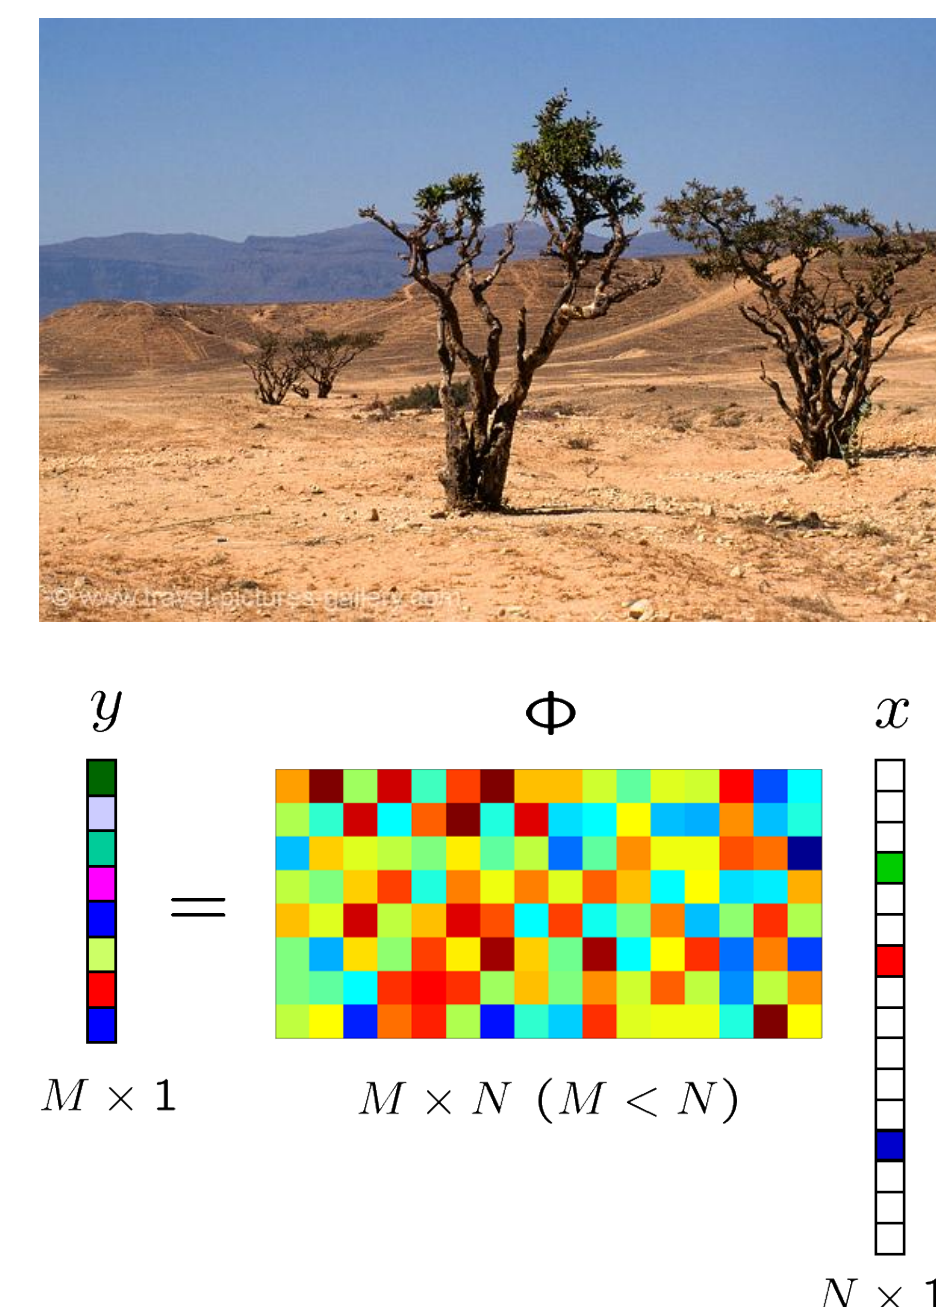 © www.travel-pictures-gallery.com
y Φ x
=
M × 1 M × N (M < N)
N × 1